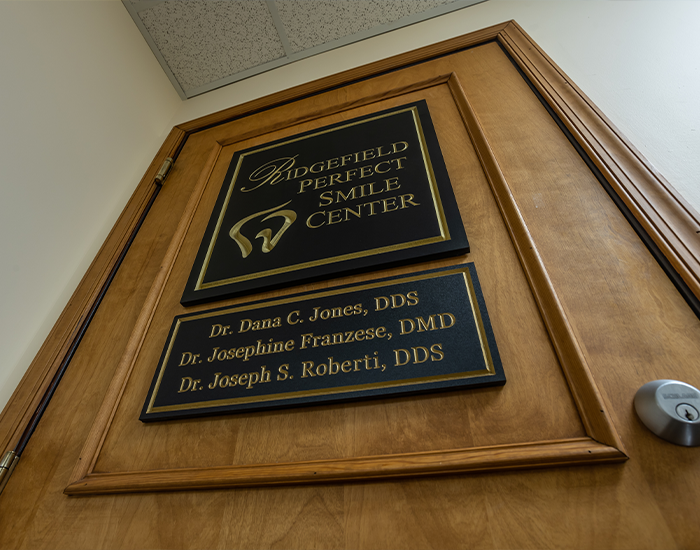 RIDGEFIELD
PERFECT
SMILE
CENTER
Dr. Dana C. Jones, DDS
Dr. Josephine Franzese, DMD
Dr. Joseph S. Roberti, DDS